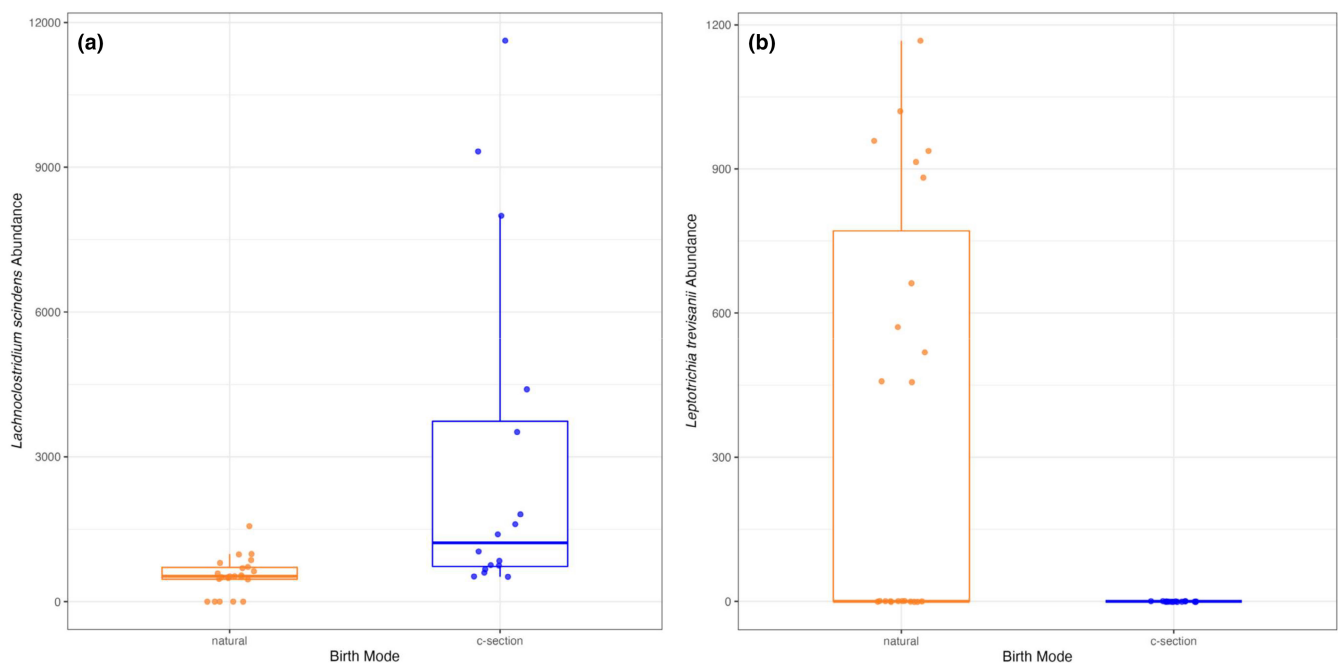 (a)
Lachnoclostridium scindens Abundance
12000
9000
6000
3000
0
natural
c-section
Birth Mode
(b)
Leptotrichia trevisanii Abundance
1200
900
600
300
0
natural
c-section
Birth Mode